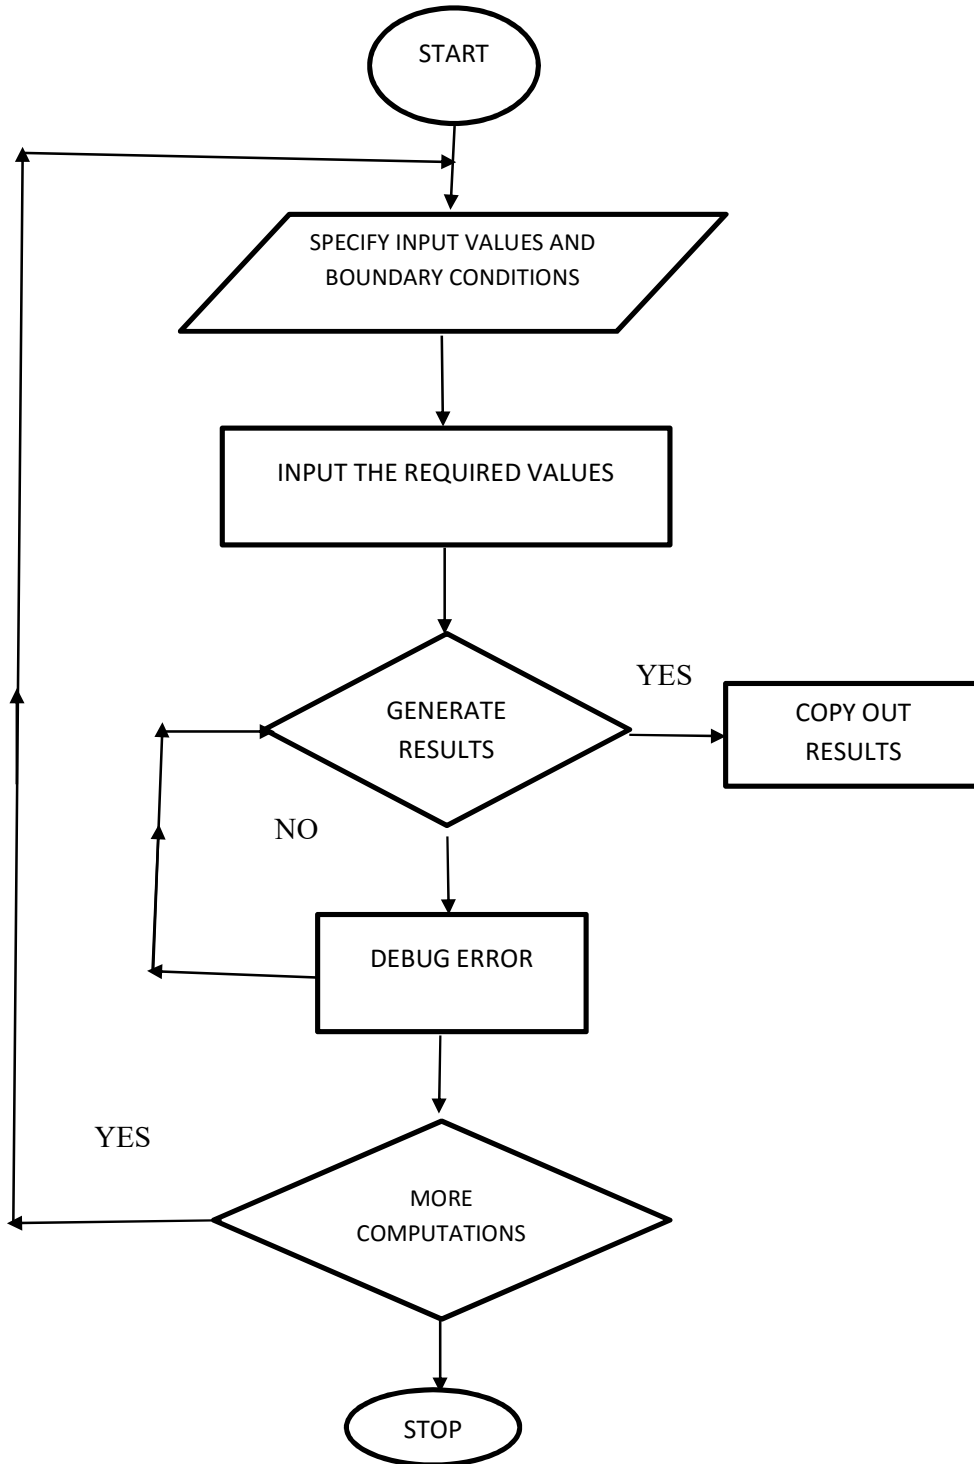 START
SPECIFY INPUT VALUES AND
BOUNDARY CONDITIONS
INPUT THE REQUIRED VALUES
GENERATE
RESULTS
YES
COPY OUT
RESULTS
NO
DEBUG ERROR
YES
MORE
COMPUTATIONS
STOP